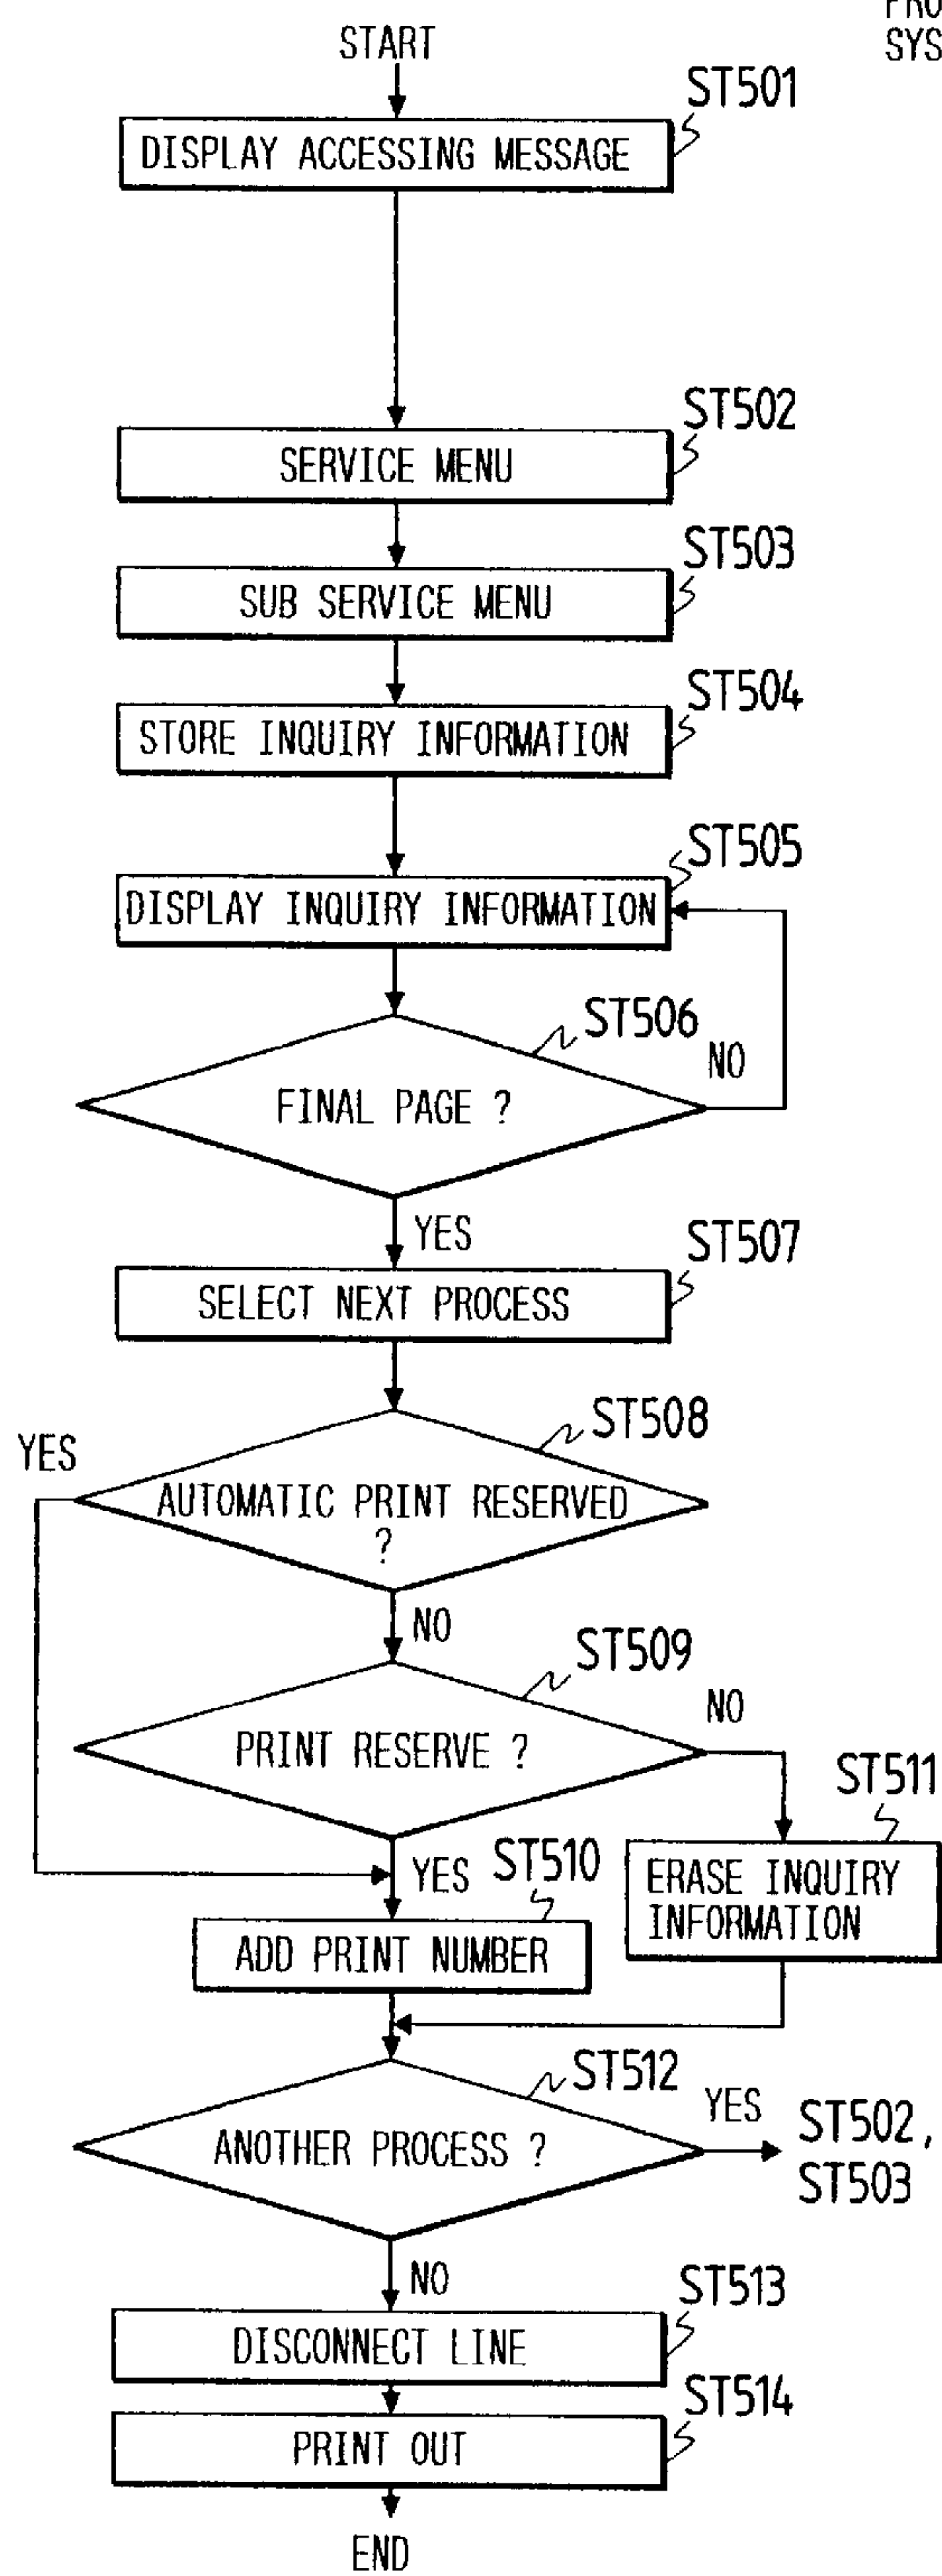 PRO
SYS
START
ST501
DISPLAY ACCESSING MESSAGE
ST502
SERVICE MENU
ST503
SUB SERVICE MENU
ST504
STORE INQUIRY INFORMATION
ST505
DISPLAY INQUIRY INFORMATION
ST506
NO
FINAL PAGE ?
YES
ST507
SELECT NEXT PROCESS
ST508
YES
AUTOMATIC PRINT RESERVED
?
NO
ST509
NO
PRINT RESERVE ?
ST511
YES
ST510
ERASE INQUIRY
INFORMATION
ADD PRINT NUMBER
ST512
YES
ST502,
ST503
ANOTHER PROCESS ?
NO
ST513
DISCONNECT LINE
ST514
PRINT OUT
END